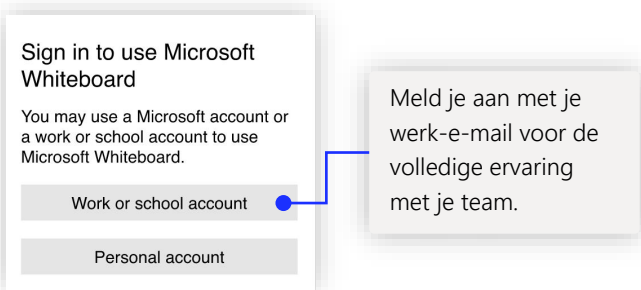 Sign in to use Microsoft
Whiteboard
You may use a Microsoft account or
a work or school account to use
Microsoft Whiteboard.
Work or school account
Personal account
Meld je aan met je
werk-e-mail voor de
volledige ervaring
met je team.